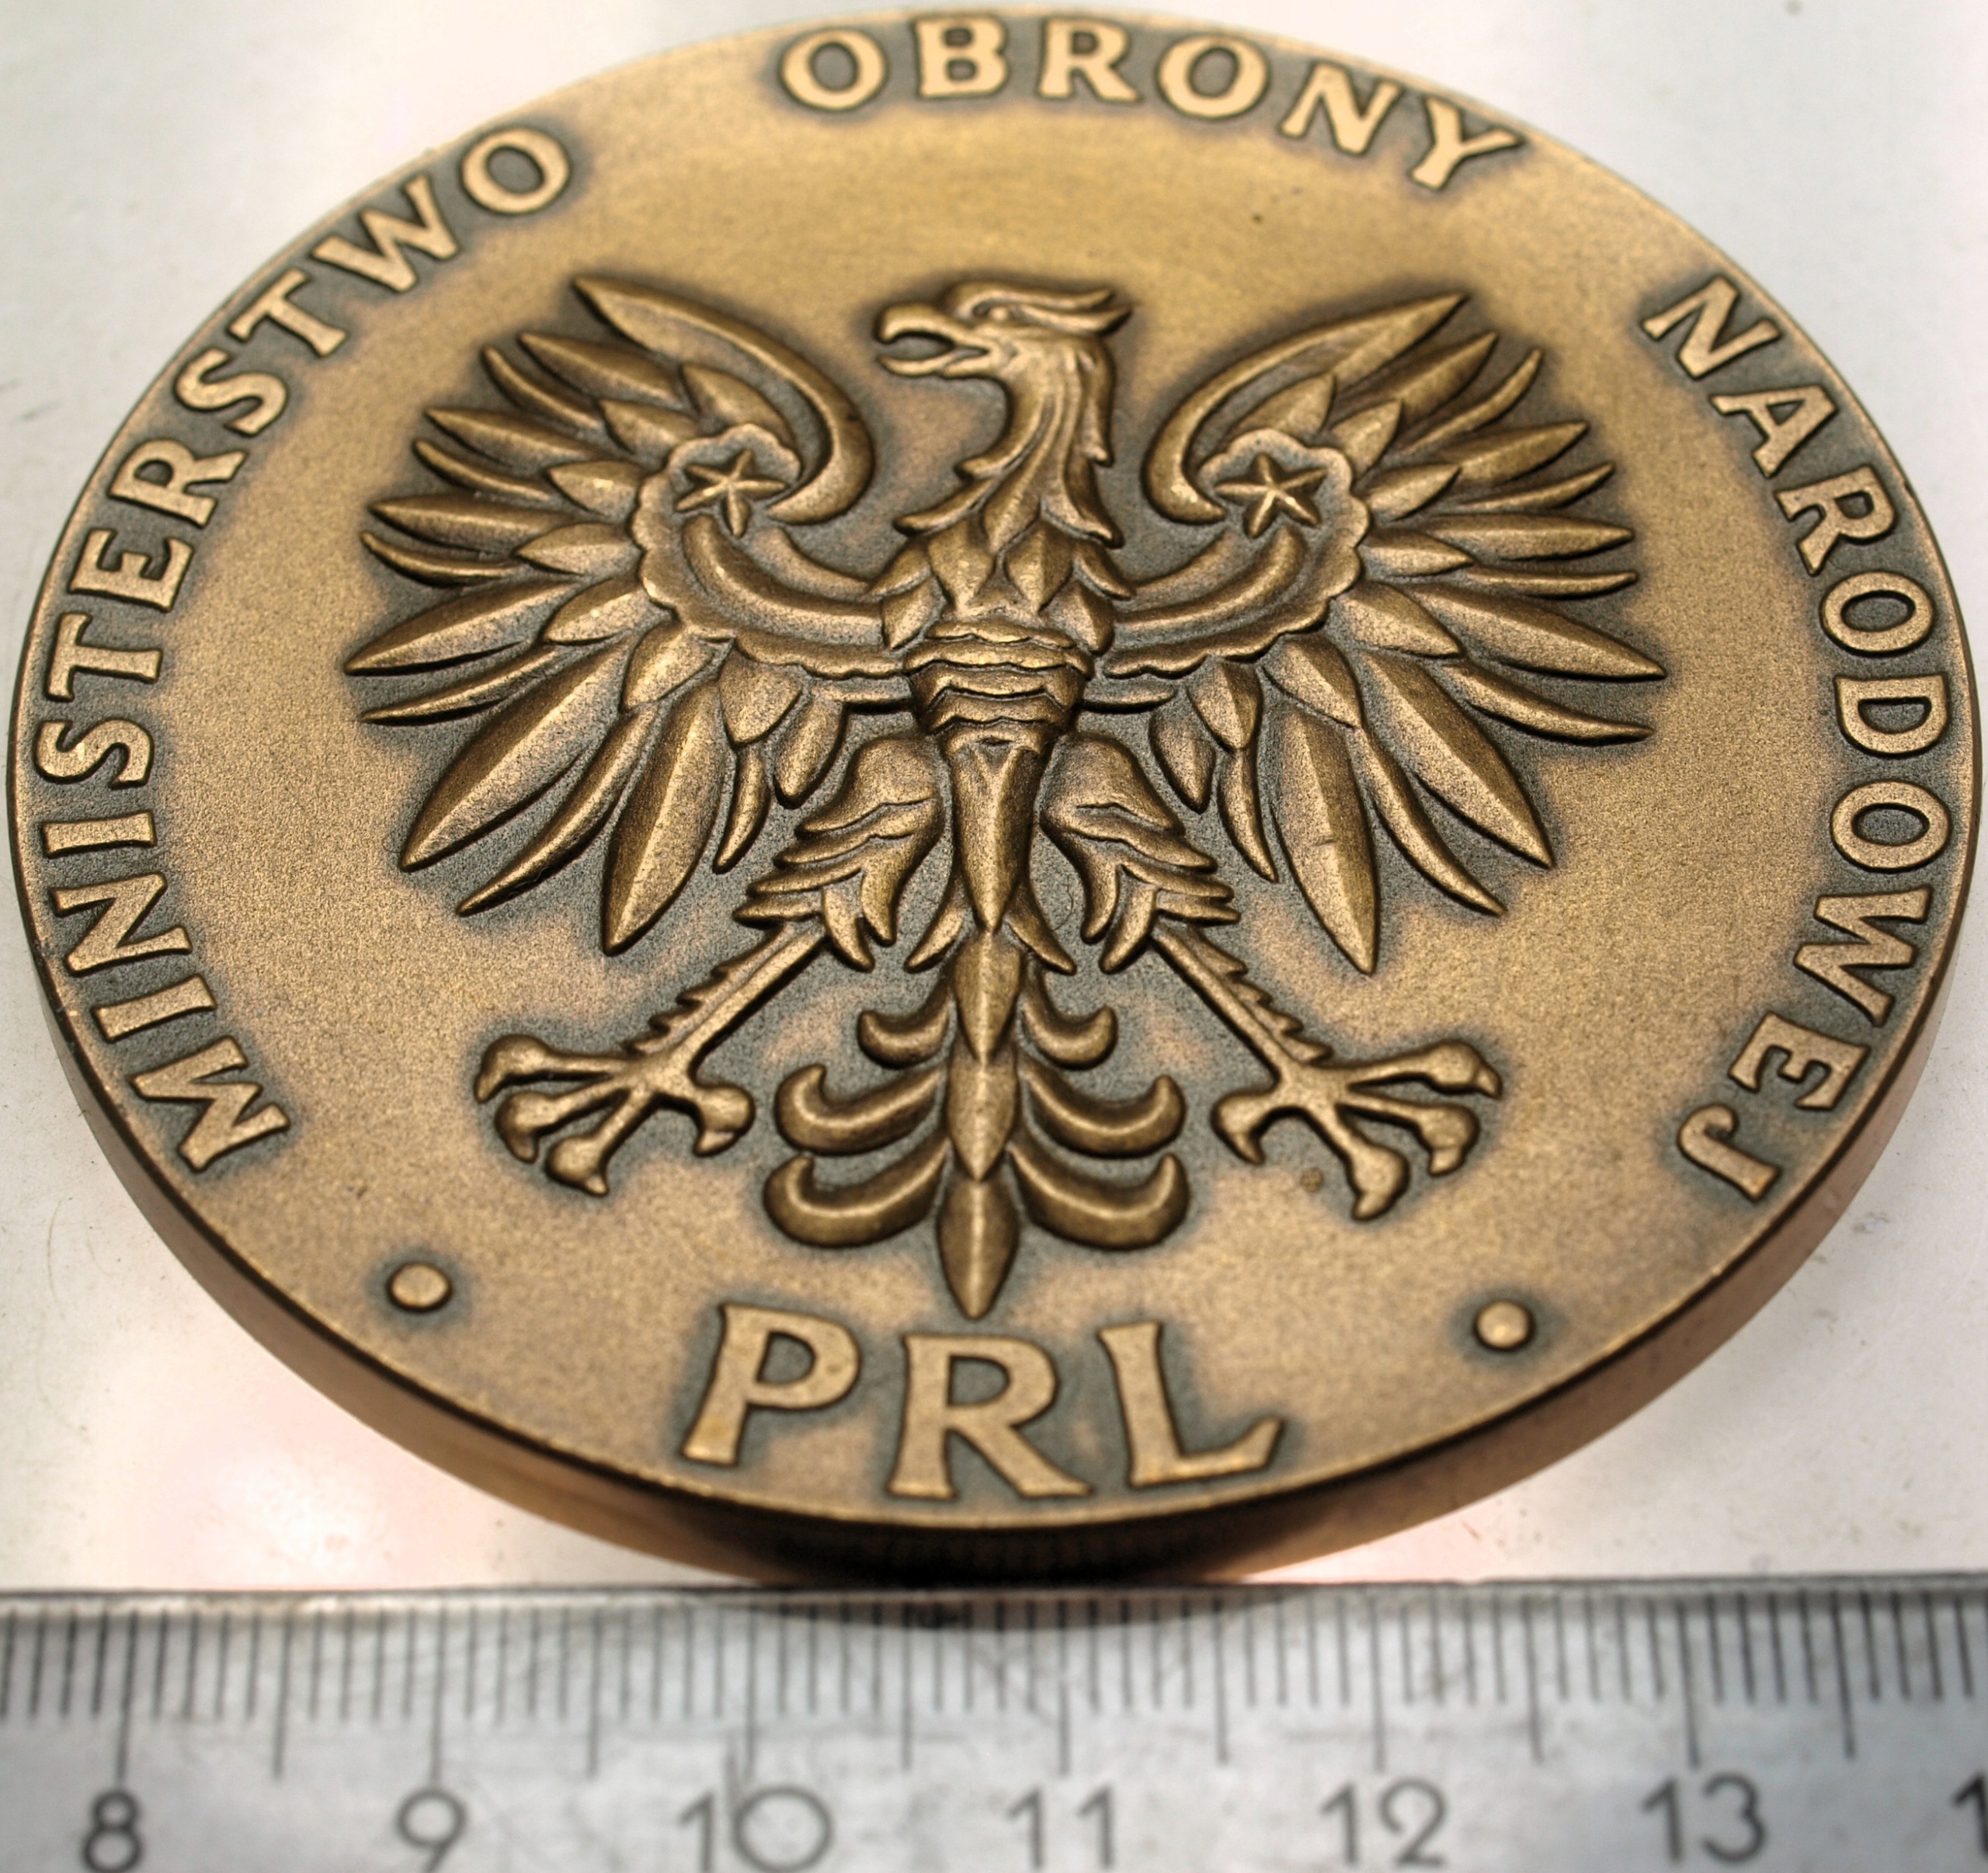 MINISTERSTWO OBRONY NARODOWEJ
• PRL •
8 9 10 11 12 13